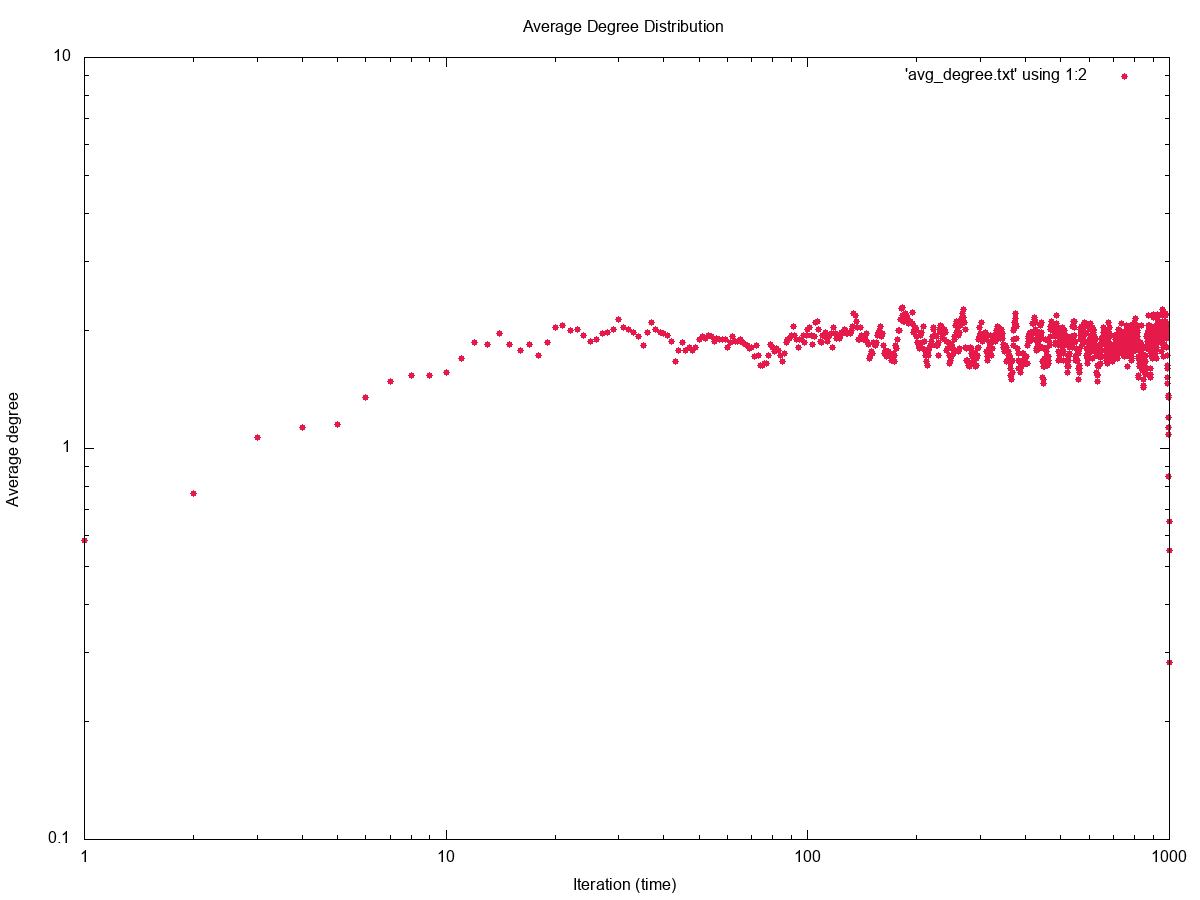 Average Degree Distribution
10
'avg_degree.txt' using 1:2
1
Average degree
0.1
1
10
100
1000
Iteration (time)